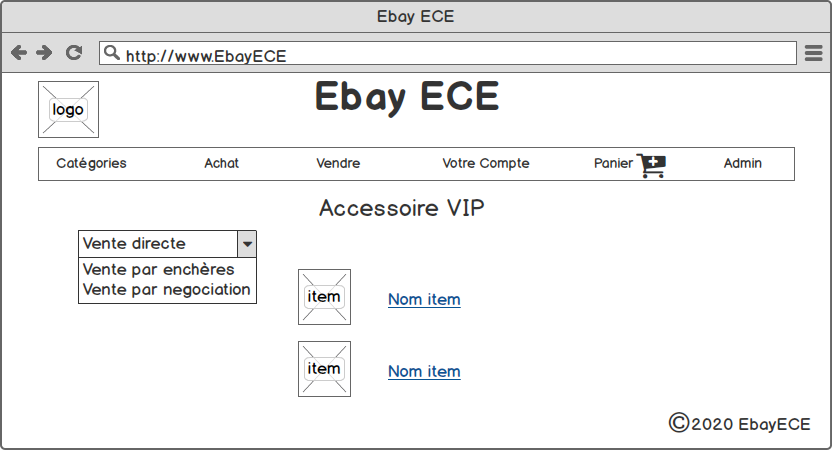 Ebay ECE
http://www.EbayECE
logo
Ebay ECE
Catégories Achat Vendre Votre Compte Panier Admin
Accessoire VIP
Vente directe
Vente par enchères
Vente par negociation
item Nom item
item Nom item
©2020 EbayECE